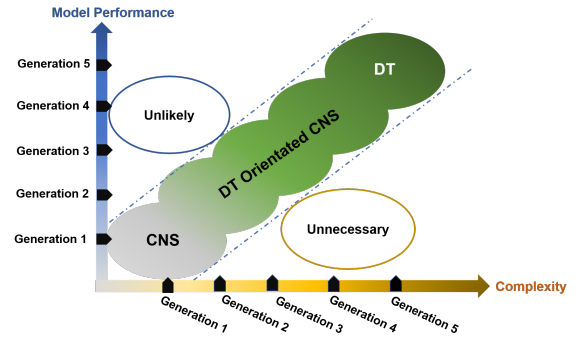 Model Performance
Generation 5
DT
Generation 4
Unlikely
Generation 3
DT Orientated CNS
Generation 2
Unnecessary
Generation 1
CNS
Complexity
Generation 1
Generation 2
Generation 3
Generation 4
Generation 5